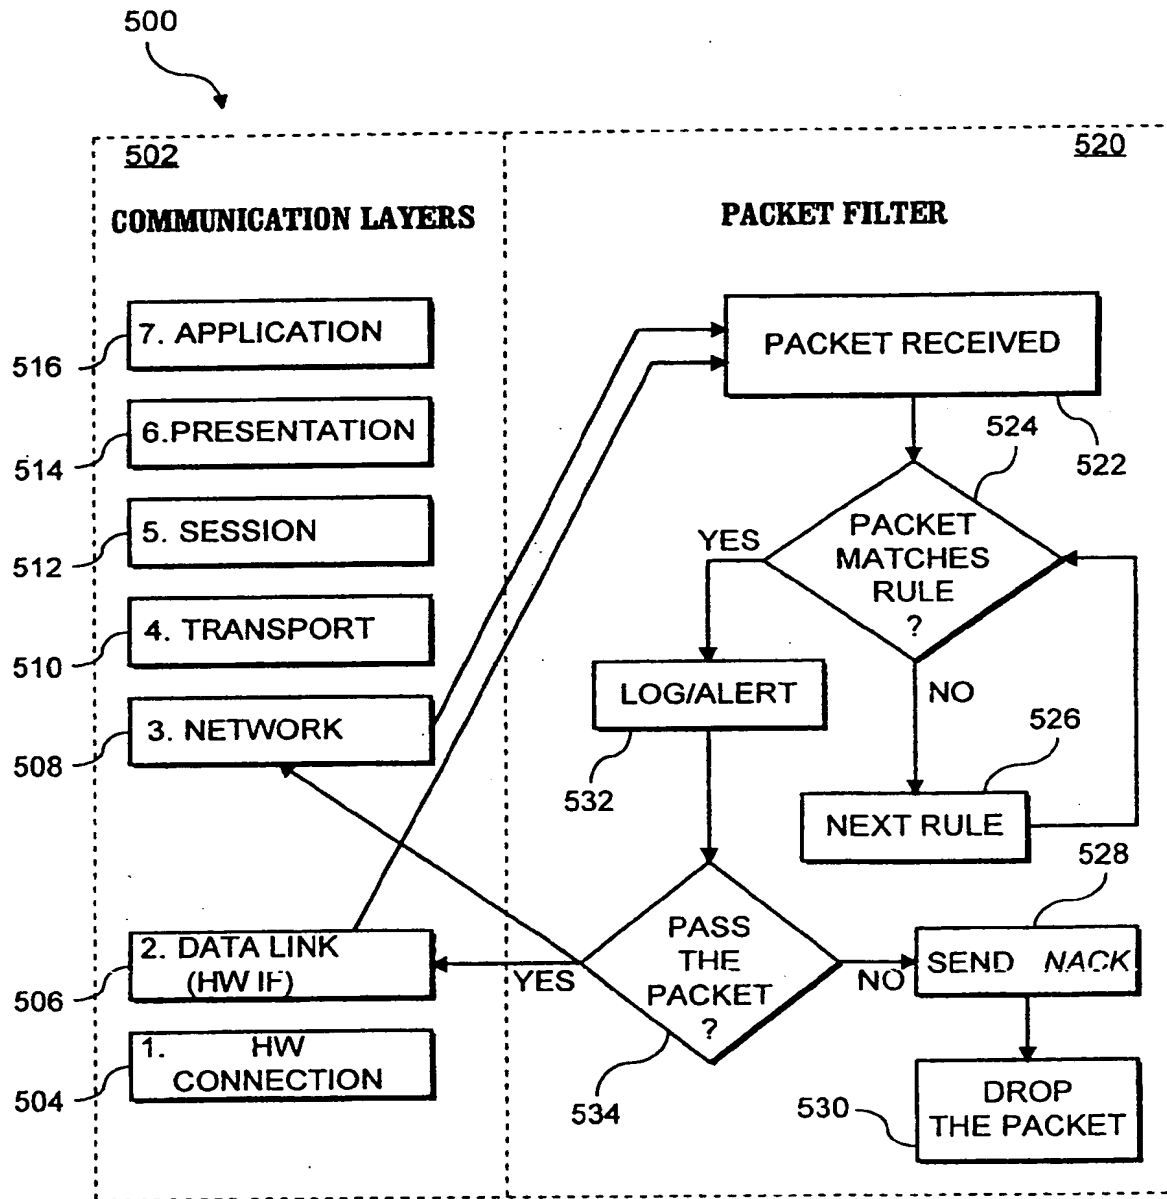 500
502
520
COMMUNICATION LAYERS
PACKET FILTER
7. APPLICATION
516
6.PRESENTATION
514
5. SESSION
512
4. TRANSPORT
510
3. NETWORK
508
2. DATA LINK
(HW IF)
506
1. HW
CONNECTION
504
PACKET RECEIVED
522
524
PACKET
MATCHES
RULE
?
YES
NO
LOG/ALERT
532
526
NEXT RULE
528
PASS
THE
PACKET
?
YES
NO
534
SEND NACK
530
DROP
THE PACKET